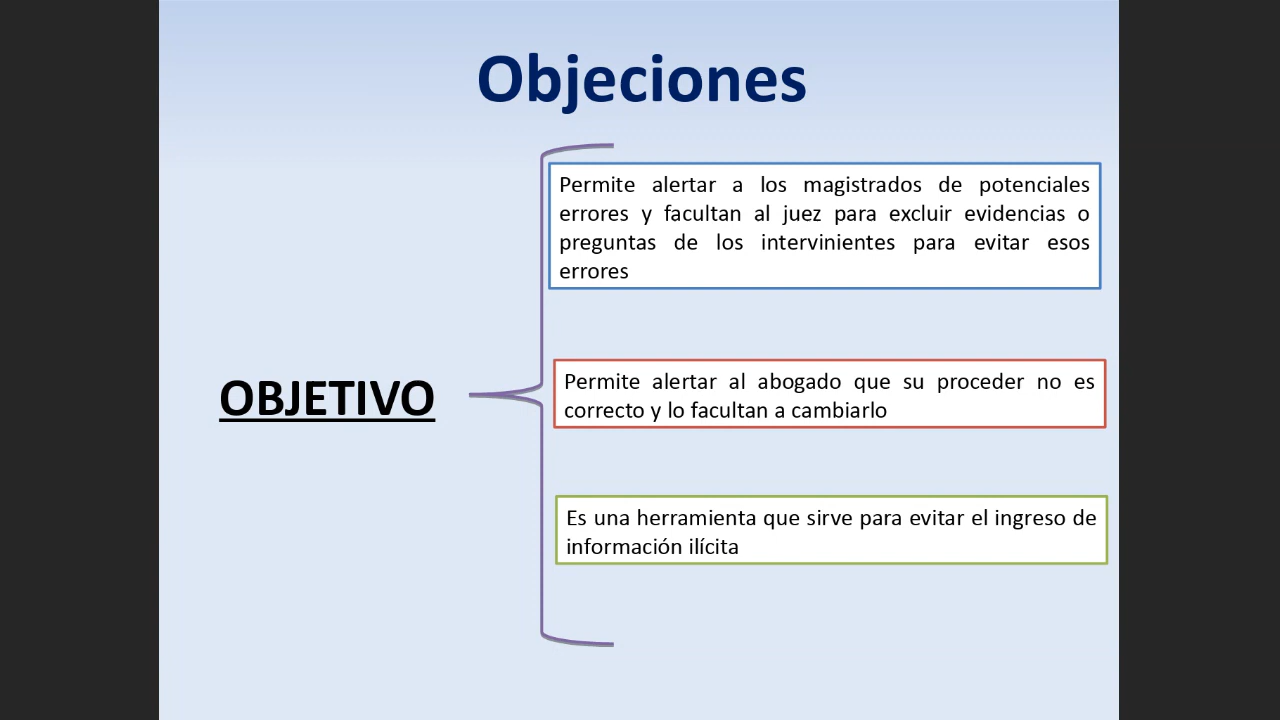 Objeciones
Permite alertar a los magistrados de potenciales
errores y facultan al juez para excluir evidencias o
preguntas de los intervinientes para evitar esos
errores
OBJETIVO
Permite alertar al abogado que su proceder no es
correcto y lo facultan a cambiarlo
Es una herramienta que sirve para evitar el ingreso de
información ilícita